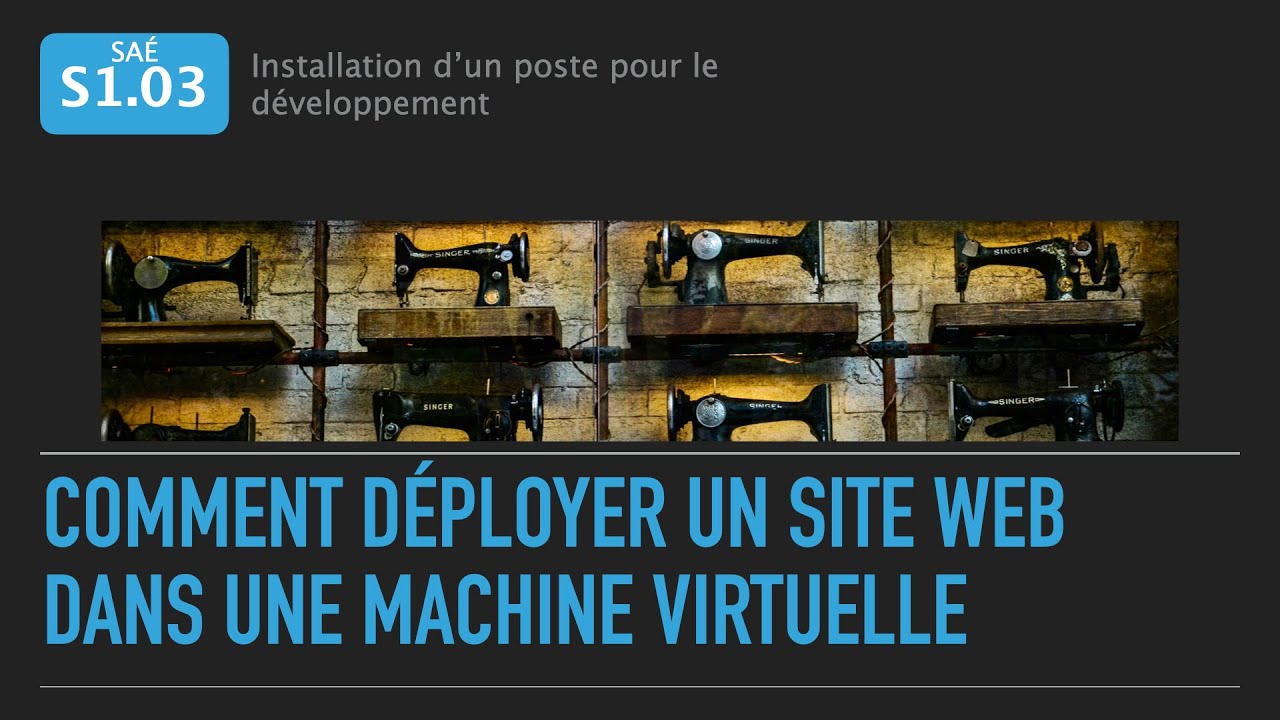 SAÉ
S1.03
Installation d’un poste pour le
développement
SINGER
SINGER
SINGER
SINGER
SINGER
SINGER
COMMENT DÉPLOYER UN SITE WEB
DANS UNE MACHINE VIRTUELLE